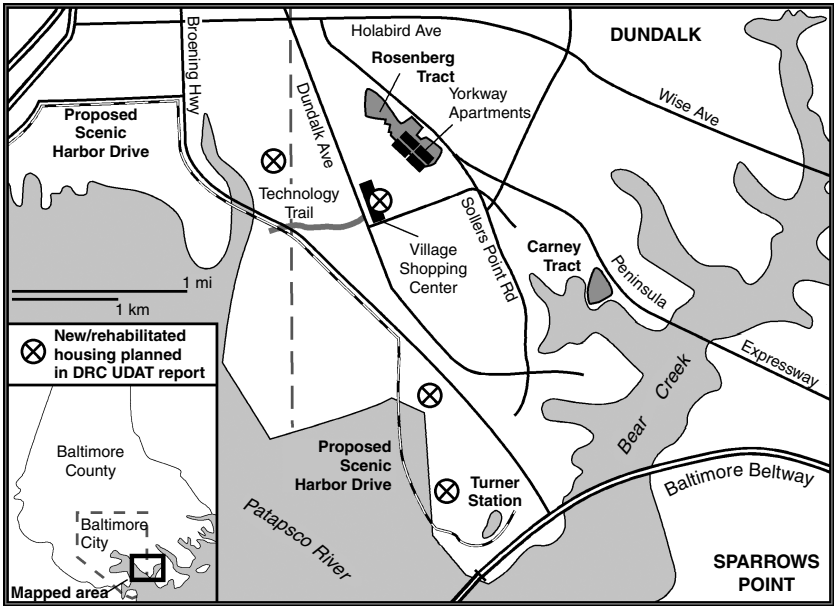 Holabird Ave
DUNDALK
Broening Hwy
Rosenberg
Tract
Yorkway
Apartments
Wise Ave
Dundalk Ave
Proposed
Scenic
Harbor Drive
Technology
Trail
Sollers Point Rd
Village
Shopping
Center
Carney
Tract
Peninsula
Expressway
1 mi
1 km
New/rehabilitated
housing planned
in DRC UDAT report
Bear Creek
Baltimore
County
Baltimore
City
Mapped area
Proposed
Scenic
Harbor Drive
Patapsco River
Turner
Station
Baltimore Beltway
SPARROWS
POINT